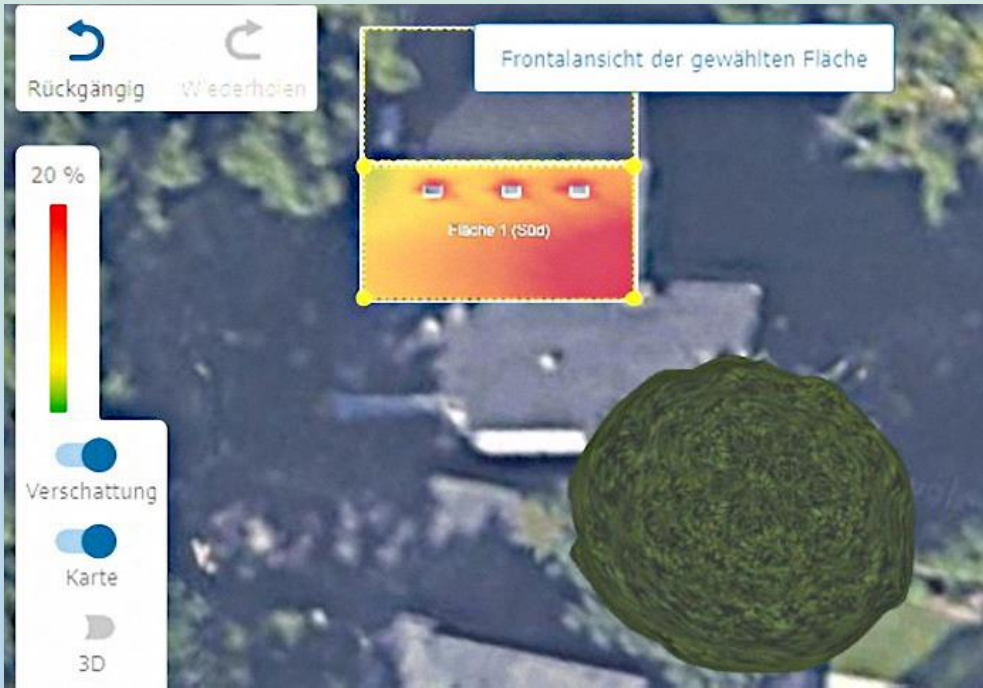 Rückgängig
Wiederholen
Frontalansicht der gewählten Fläche
20 %
Fläche 1 (Süd)
Verschattung
Karte
3D